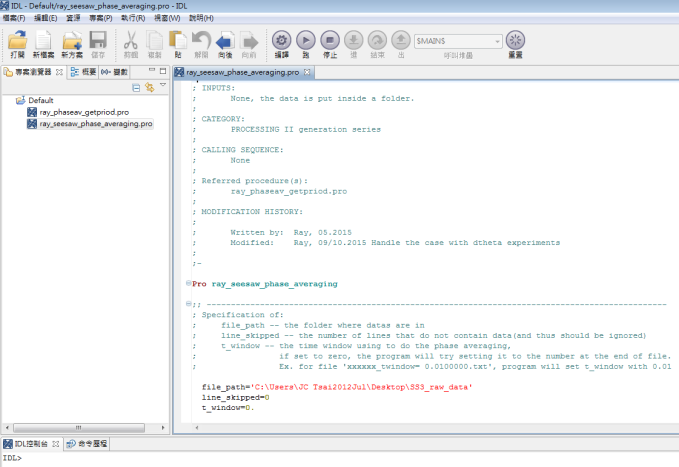 IDL - Default/ray_seesaw_phase_averaging.pro - IDL
檔案(F) 編輯(E) 資源 專案(P) 執行(R) 視窗(W) 說明(H)
打開 新檔案 新方案 儲存 剪輯 複製 貼 解開 向後 向前 編譯 跑 停止 進 結束 出 $MAIN$ 呼叫堆疊 重置
專案瀏覽器 概要 變數
ray_seesaw_phase_averaging.pro
Default
ray_phaseav_getpriod.pro
ray_seesaw_phase_averaging.pro
; INPUTS:
; None, the data is put inside a folder.
;
; CATEGORY:
; PROCESSING II generation series
;
; CALLING SEQUENCE:
; None
;
; Referred procedure(s):
; ray_phaseav_getpriod.pro
;
; MODIFICATION HISTORY:
;
; Written by: Ray, 05.2015
; Modified: Ray, 09/10.2015 Handle the case with dtheta experiments
;
;-
Pro ray_seesaw_phase_averaging
;; --------------------------------------------------------------------------------------------
; Specification of:
; file_path -- the folder where datas are in
; line_skipped -- the number of lines that do not contain data(and thus should be ignored)
; t_window -- the time window using to do the phase averaging,
; if set to zero, the program will try setting it to the number at the end of file.
; Ex. for file 'xxxxxx_twindow= 0.0100000.txt', program will set t_window with 0.01
file_path='C:\Users\JC Tsai2012Jul\Desktop\SS3_raw_data'
line_skipped=0
t_window=0.
IDL控制台 命令歷程
IDL>